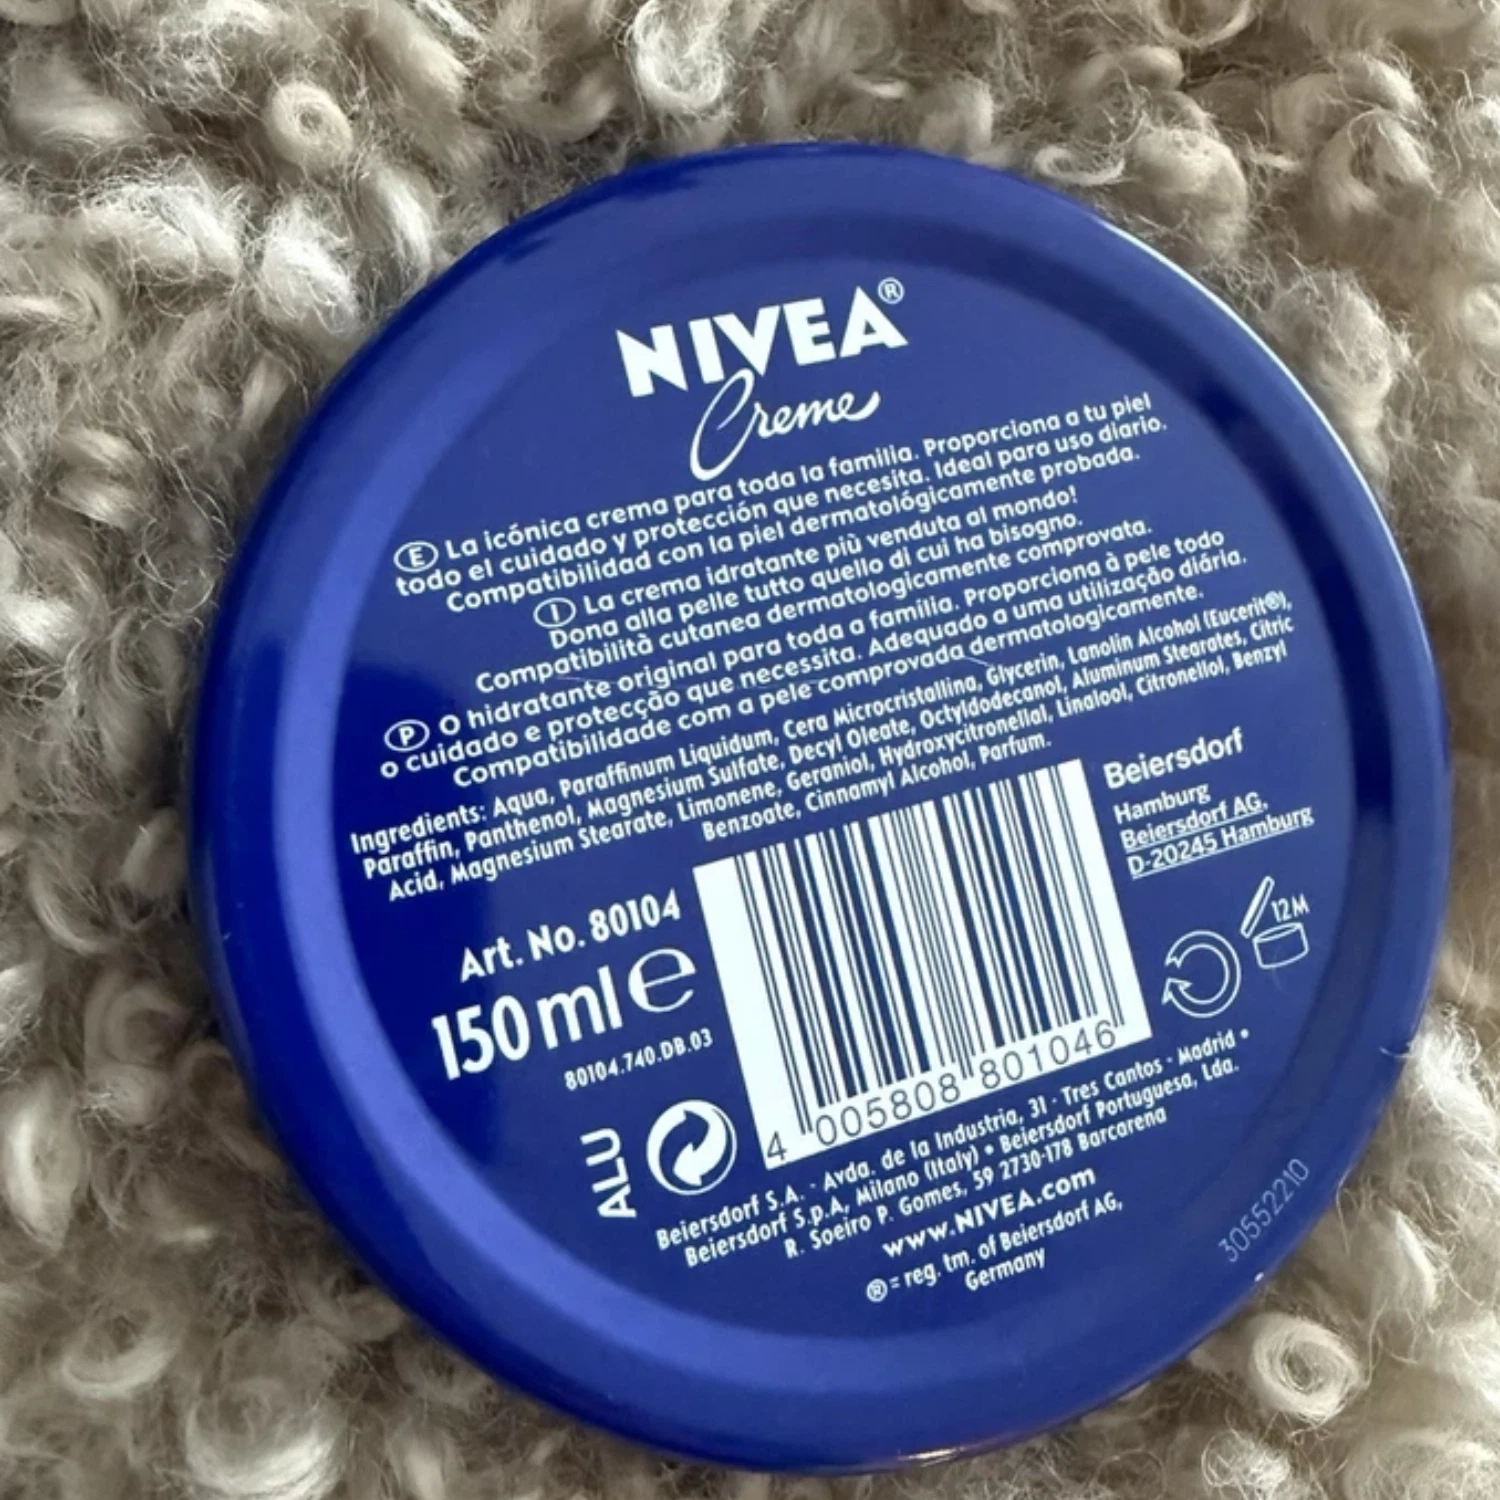 NIVEA®
Creme
E La icónica crema para toda la familia. Proporciona a tu piel
todo el cuidado y protección que necesita. Ideal para uso diario.
Compatibilidad con la piel dermatológicamente probada.
I La crema idratante più venduta al mondo!
Dona alla pelle tutto quello di cui ha bisogno.
Compatibilità cutanea dermatologicamente comprovata.
P O hidratante original para toda a familia. Proporciona à pele todo
o cuidado e protecção que necessita. Adequado a uma utilização diária.
Compatibilidade com a pele comprovada dermatologicamente.
Ingredients: Aqua, Paraffinum Liquidum, Cera Microcristallina, Glycerin, Lanolin Alcohol (Eucerit®),
Paraffin, Panthenol, Magnesium Sulfate, Decyl Oleate, Octyldodecanol, Aluminum Stearates, Citric
Acid, Magnesium Stearate, Limonene, Geraniol, Hydroxycitronellal, Linalool, Citronellol, Benzyl
Benzoate, Cinnamyl Alcohol, Parfum.
Beiersdorf
Hamburg
Beiersdorf AG,
D-20245 Hamburg
Art. No. 80104
150 ml e
80104.740.DB.03
12M
4 005808 801046
ALU
Beiersdorf S.A. - Avda. de la Industria, 31 - Tres Cantos - Madrid •
Beiersdorf S.p.A, Milano (Italy) • Beiersdorf Portuguesa, Lda.
R. Soeiro P. Gomes, 59 2730-178 Barcarena
www.NIVEA.com
® = reg. tm. of Beiersdorf AG,
Germany
30552210